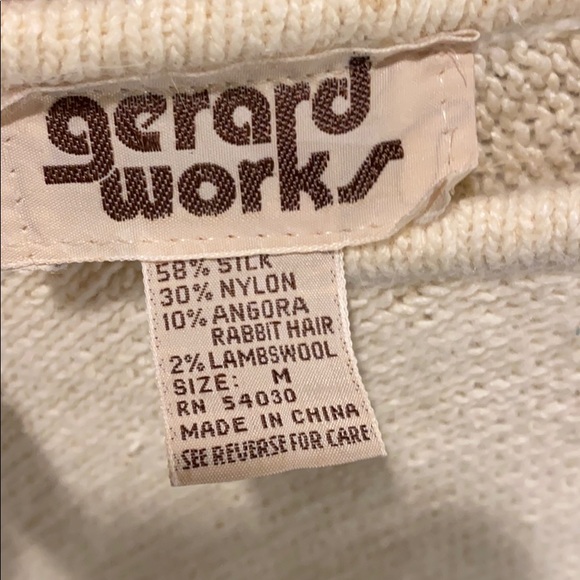 gerard
works
58% SILK
30% NYLON
10% ANGORA
RABBIT HAIR
2% LAMBSWOOL
SIZE: M
RN 54030
MADE IN CHINA
SEE REVERSE FOR CARE